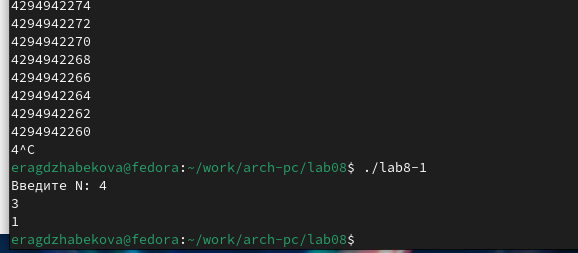 4294942274
4294942272
4294942270
4294942268
4294942266
4294942264
4294942262
4294942260
4^C
eragdzhabekova@fedora:~/work/arch-pc/lab08$ ./lab8-1
Введите N: 4
3
1
eragdzhabekova@fedora:~/work/arch-pc/lab08$